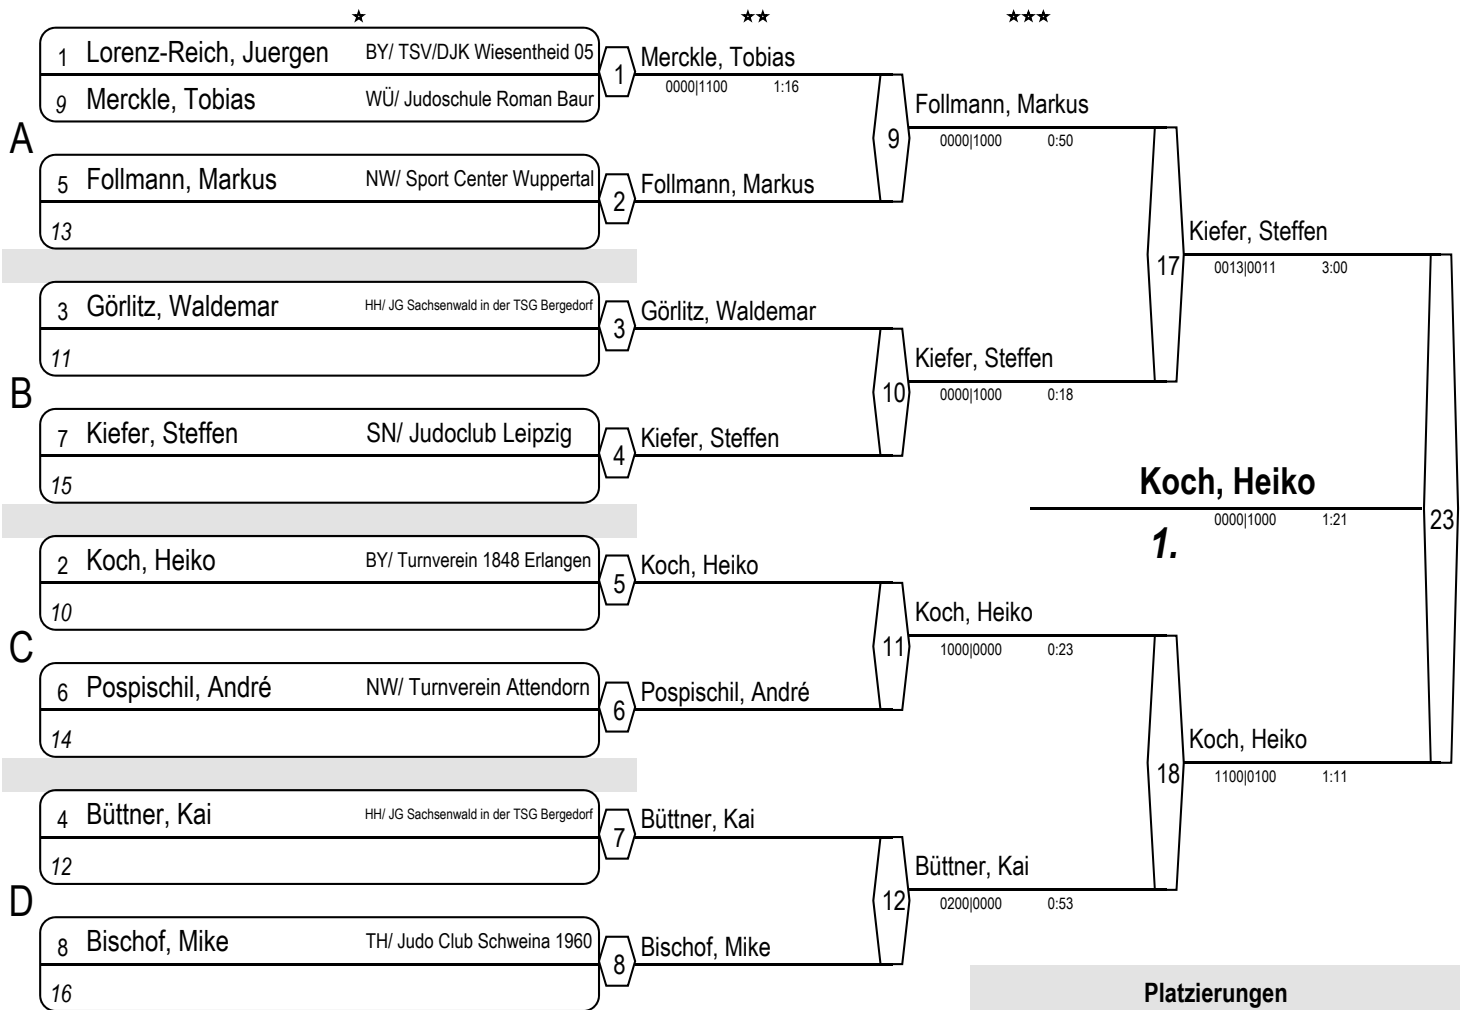 ★ ★★ ★★★
1 Lorenz-Reich, Juergen BY/ TSV/DJK Wiesentheid 05
9 Merckle, Tobias WÜ/ Judoschule Roman Baur
A
5 Follmann, Markus NW/ Sport Center Wuppertal
13
3 Görlitz, Waldemar HH/ JG Sachsenwald in der TSG Bergedorf
11
B
7 Kiefer, Steffen SN/ Judoclub Leipzig
15
2 Koch, Heiko BY/ Turnverein 1848 Erlangen
10
C
6 Pospischil, André NW/ Turnverein Attendorn
14
4 Büttner, Kai HH/ JG Sachsenwald in der TSG Bergedorf
12
D
8 Bischof, Mike TH/ Judo Club Schweina 1960
16
1 Merckle, Tobias
0000|1100 1:16
2 Follmann, Markus
3 Görlitz, Waldemar
4 Kiefer, Steffen
5 Koch, Heiko
6 Pospischil, André
7 Büttner, Kai
8 Bischof, Mike
9 Follmann, Markus
0000|1000 0:50
10 Kiefer, Steffen
0000|1000 0:18
11 Koch, Heiko
1000|0000 0:23
12 Büttner, Kai
0200|0000 0:53
17 Kiefer, Steffen
0013|0011 3:00
18 Koch, Heiko
1100|0100 1:11
23 Koch, Heiko
0000|1000 1:21
1.
Platzierungen